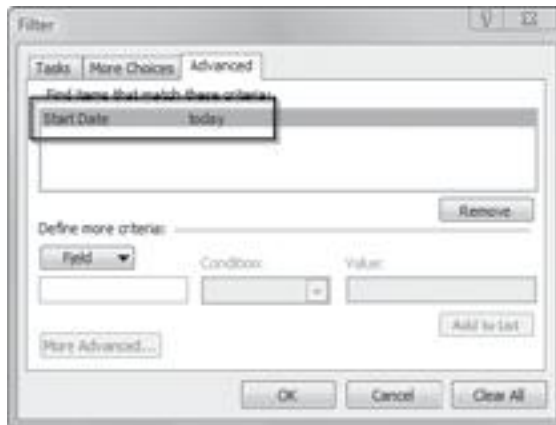 Filter
Tasks More Choices Advanced
Find items that match these criteria:
Start Date today
Remove
Define more criteria:
Field
Condition: Value:
Add to List
More Advanced...
OK Cancel Clear All